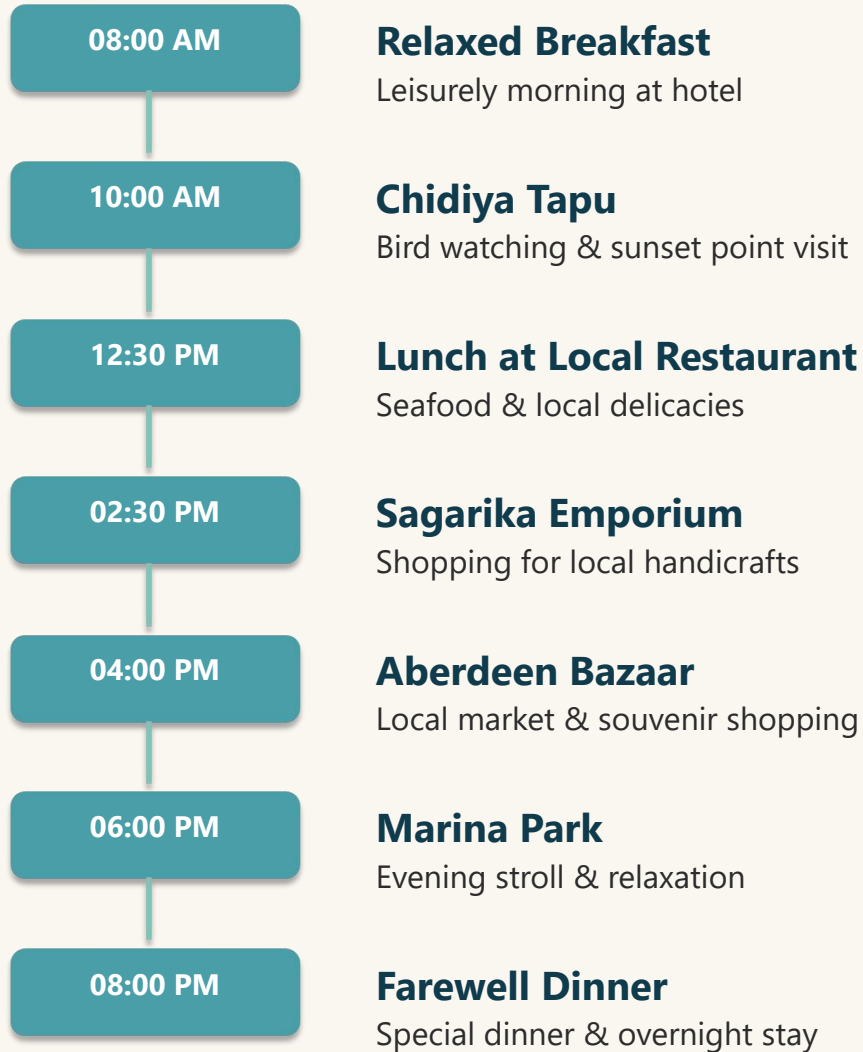 08:00 AM
Relaxed Breakfast
Leisurely morning at hotel
10:00 AM
Chidiya Tapu
Bird watching & sunset point visit
12:30 PM
Lunch at Local Restaurant
Seafood & local delicacies
02:30 PM
Sagarika Emporium
Shopping for local handicrafts
04:00 PM
Aberdeen Bazaar
Local market & souvenir shopping
06:00 PM
Marina Park
Evening stroll & relaxation
08:00 PM
Farewell Dinner
Special dinner & overnight stay